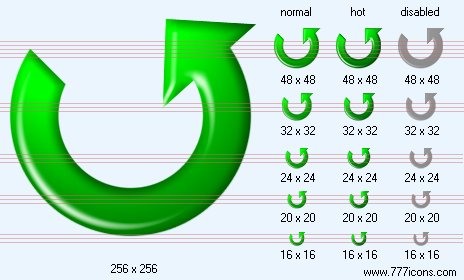 normal hot disabled
48 x 48 48 x 48 48 x 48
32 x 32 32 x 32 32 x 32
24 x 24 24 x 24 24 x 24
20 x 20 20 x 20 20 x 20
16 x 16 16 x 16 16 x 16
256 x 256
www.777icons.com